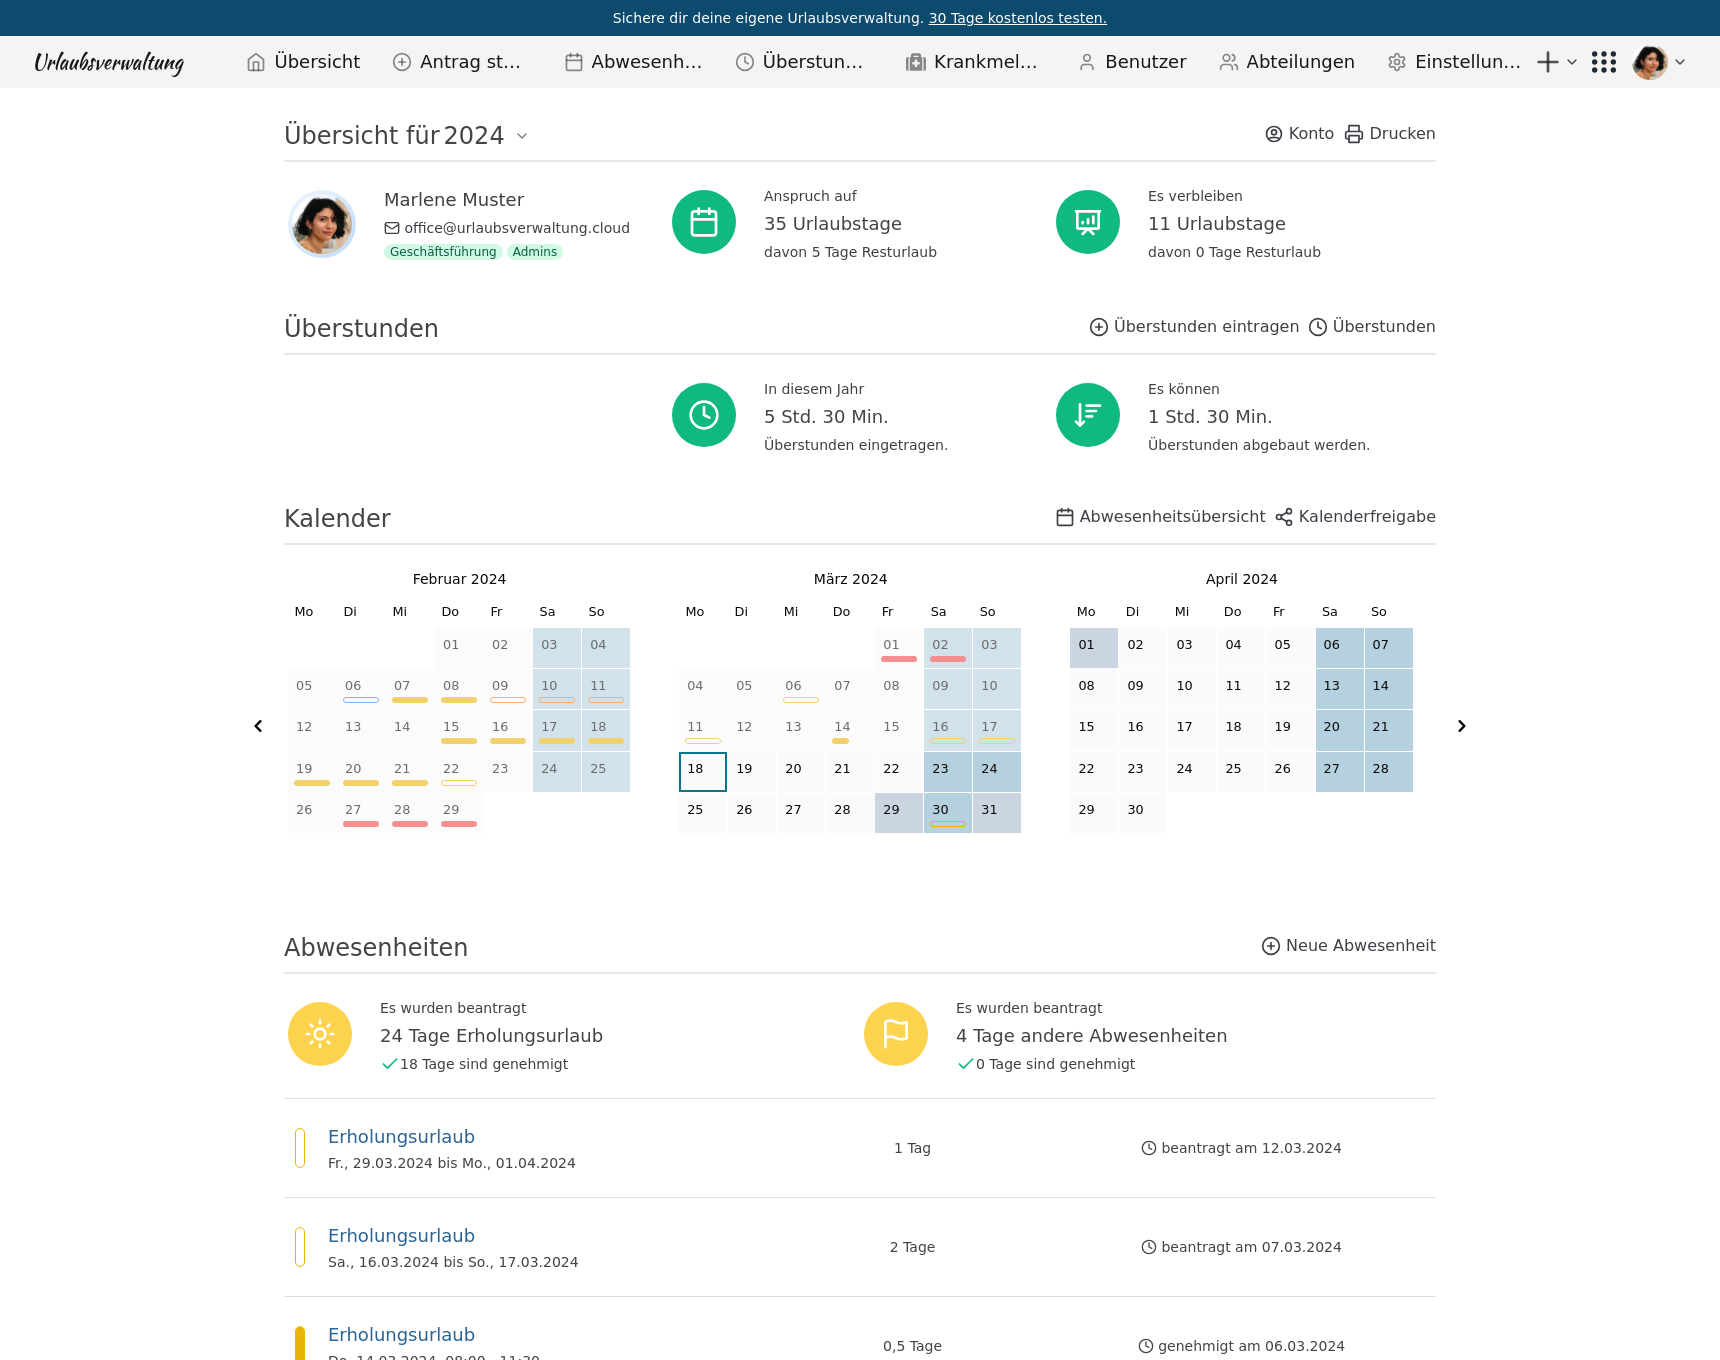 Sichere dir deine eigene Urlaubsverwaltung. 30 Tage kostenlos testen.
Urlaubsverwaltung Übersicht Antrag st… Abwesenh… Überstun… Krankmel… Benutzer Abteilungen Einstellun…
Übersicht für 2024 Konto Drucken
Marlene Muster
office@urlaubsverwaltung.cloud
Geschäftsführung Admins
Anspruch auf
35 Urlaubstage
davon 5 Tage Resturlaub
Es verbleiben
11 Urlaubstage
davon 0 Tage Resturlaub
Überstunden Überstunden eintragen Überstunden
In diesem Jahr
5 Std. 30 Min.
Überstunden eingetragen.
Es können
1 Std. 30 Min.
Überstunden abgebaut werden.
Kalender Abwesenheitsübersicht Kalenderfreigabe
Februar 2024
Mo Di Mi Do Fr Sa So
01 02 03 04
05 06 07 08 09 10 11
12 13 14 15 16 17 18
19 20 21 22 23 24 25
26 27 28 29
März 2024
Mo Di Mi Do Fr Sa So
01 02 03
04 05 06 07 08 09 10
11 12 13 14 15 16 17
18 19 20 21 22 23 24
25 26 27 28 29 30 31
April 2024
Mo Di Mi Do Fr Sa So
01 02 03 04 05 06 07
08 09 10 11 12 13 14
15 16 17 18 19 20 21
22 23 24 25 26 27 28
29 30
Abwesenheiten Neue Abwesenheit
Es wurden beantragt
24 Tage Erholungsurlaub
18 Tage sind genehmigt
Es wurden beantragt
4 Tage andere Abwesenheiten
0 Tage sind genehmigt
Erholungsurlaub
Fr., 29.03.2024 bis Mo., 01.04.2024
1 Tag
beantragt am 12.03.2024
Erholungsurlaub
Sa., 16.03.2024 bis So., 17.03.2024
2 Tage
beantragt am 07.03.2024
Erholungsurlaub
Do., 14.03.2024, 08:00 - 11:30
0,5 Tage
genehmigt am 06.03.2024